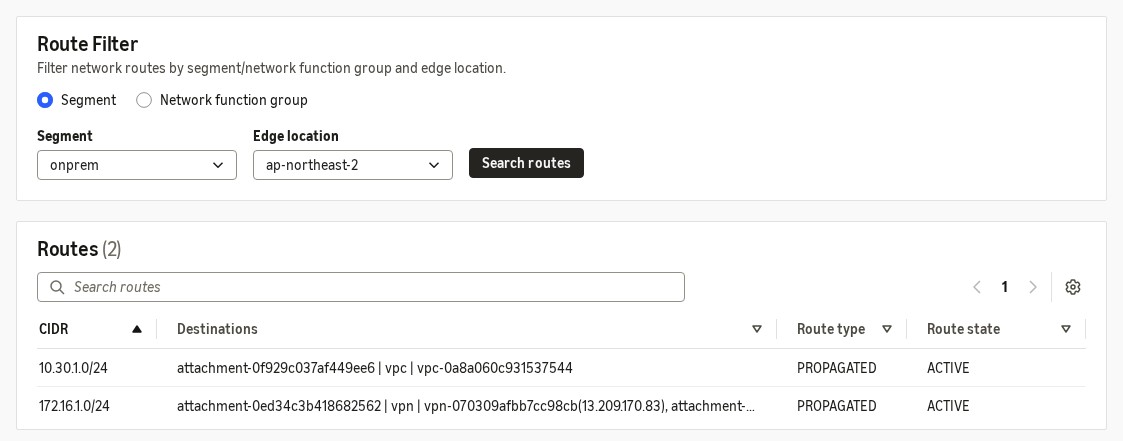 Route Filter
Filter network routes by segment/network function group and edge location.
Segment Network function group
Segment Edge location
onprem ap-northeast-2 Search routes
Routes (2)
Search routes 1
CIDR Destinations Route type Route state
10.30.1.0/24 attachment-0f929c037af449ee6 | vpc | vpc-0a8a060c931537544 PROPAGATED ACTIVE
172.16.1.0/24 attachment-0ed34c3b418682562 | vpn | vpn-070309afbb7cc98cb(13.209.170.83), attachment-... PROPAGATED ACTIVE